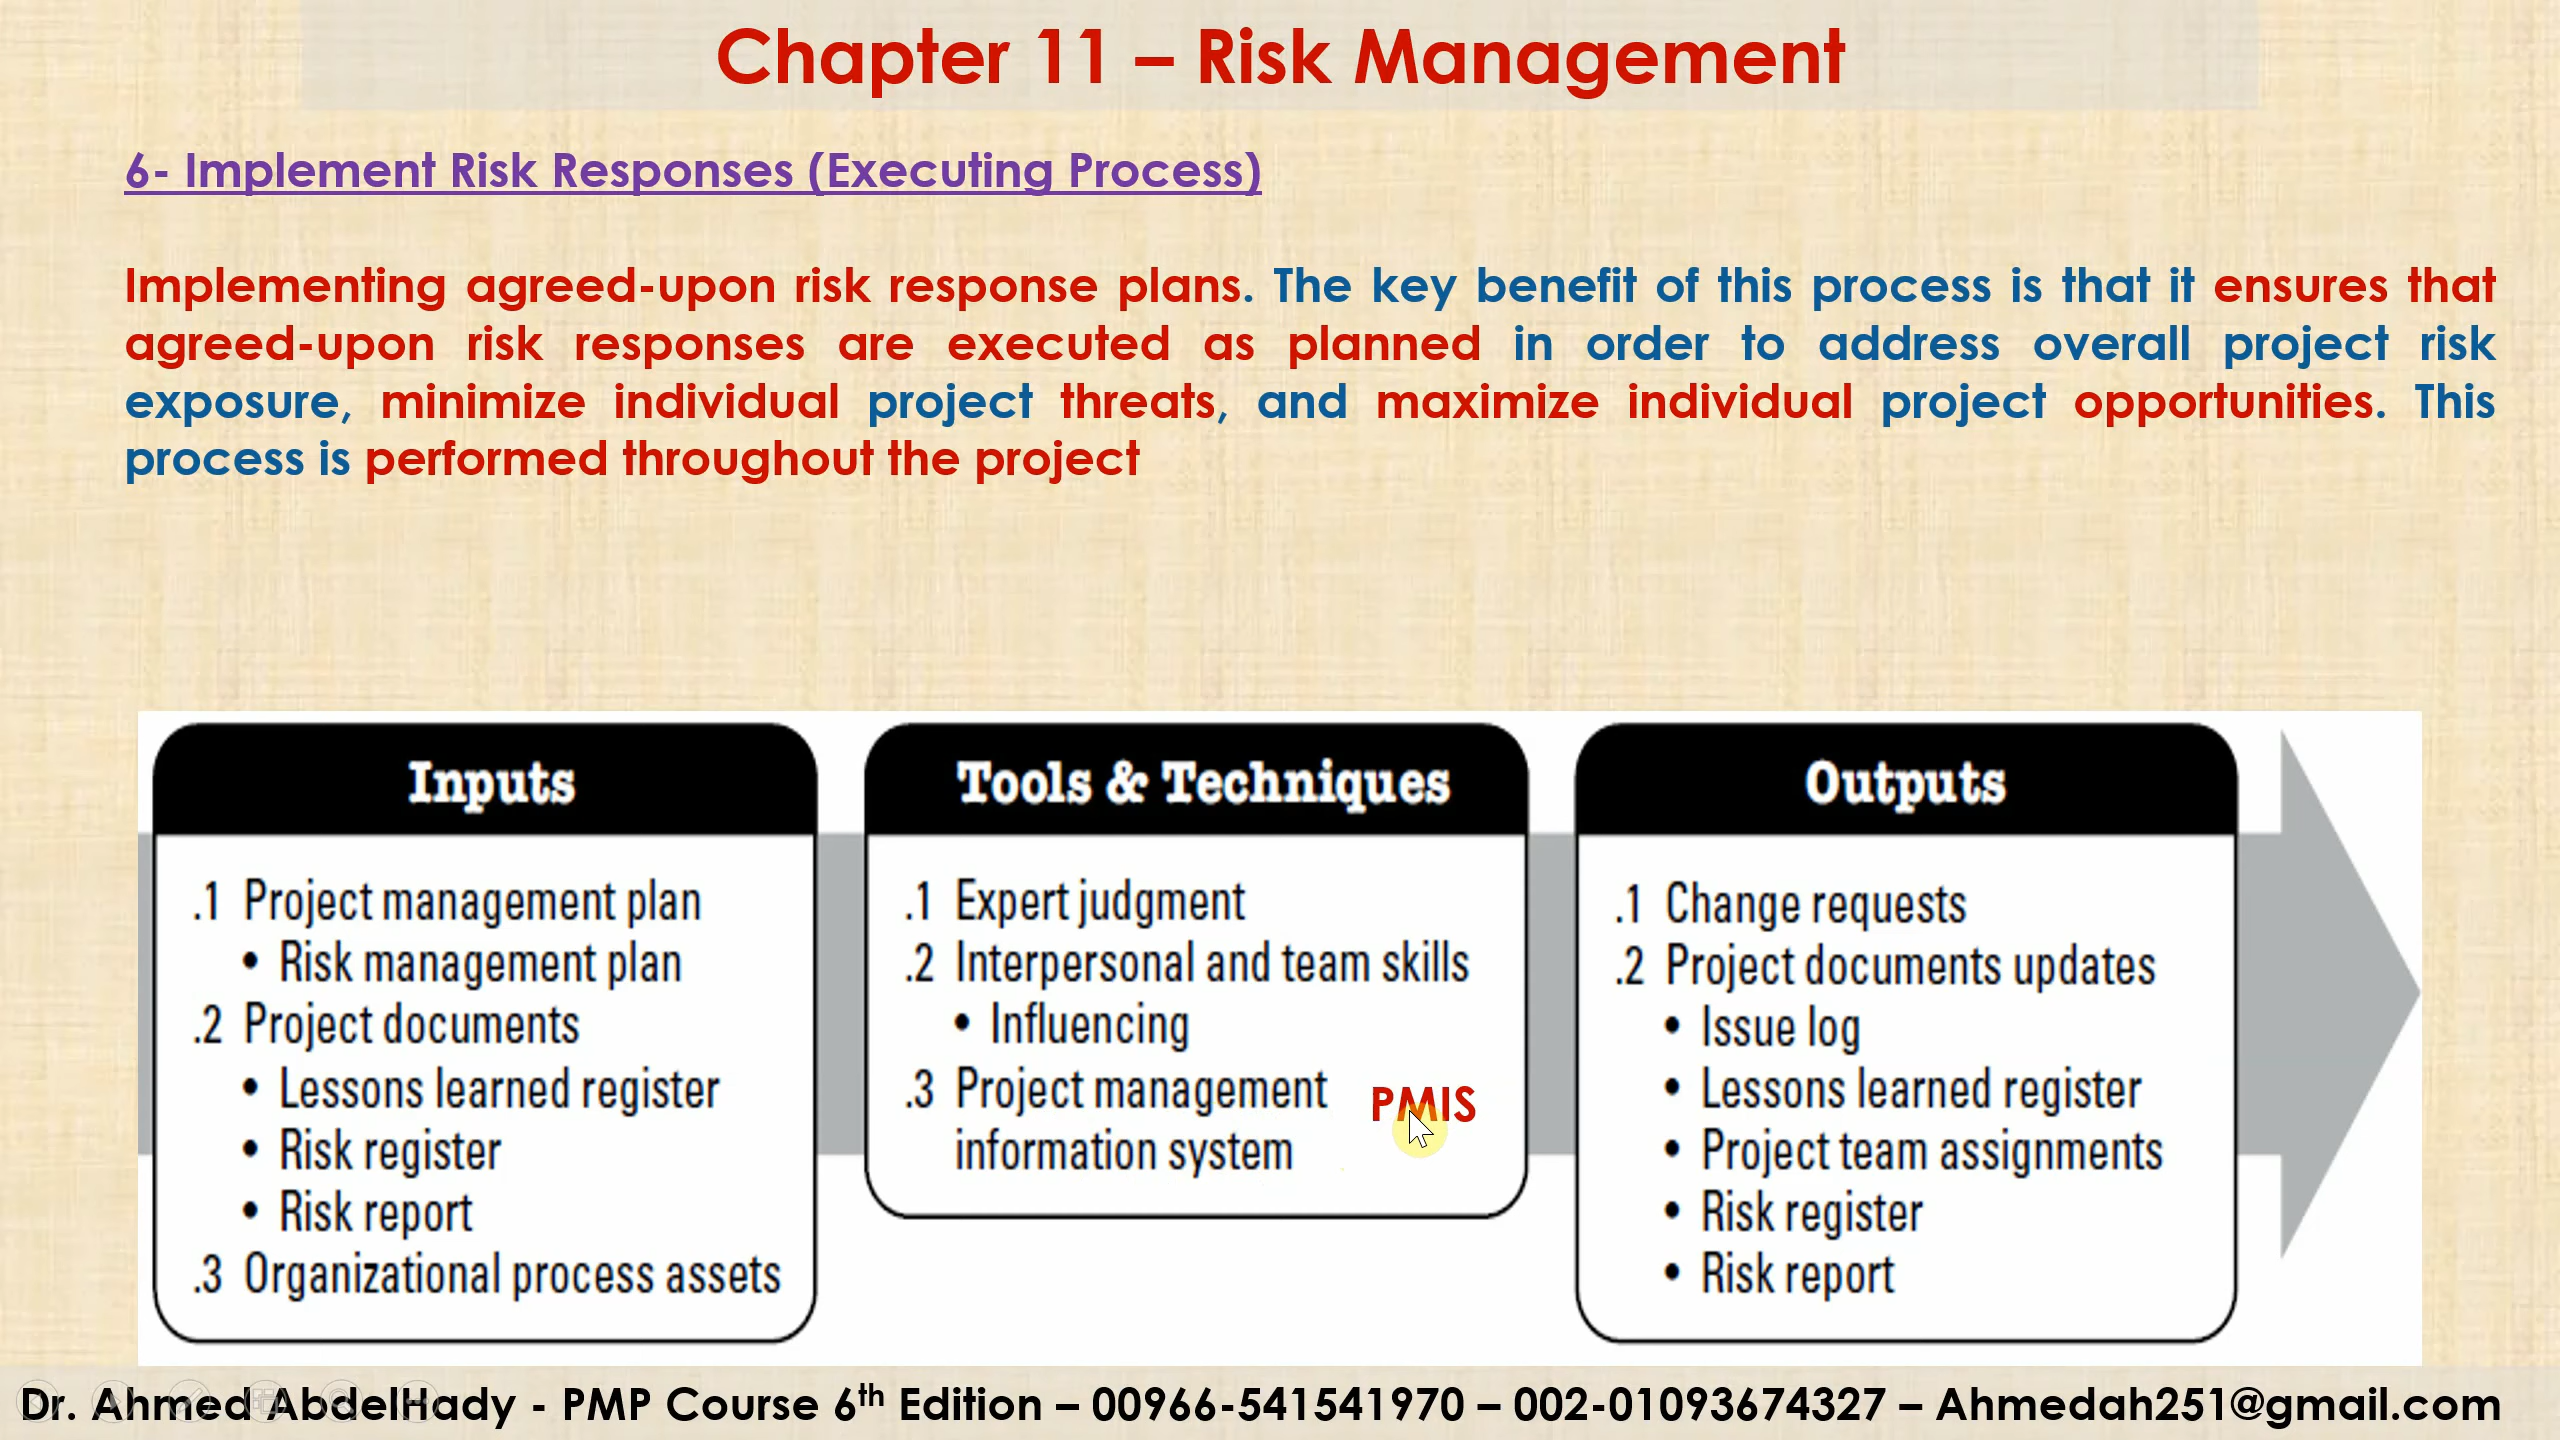 Chapter 11 – Risk Management
6- Implement Risk Responses (Executing Process)
Implementing agreed-upon risk response plans. The key benefit of this process is that it ensures that
agreed-upon risk responses are executed as planned in order to address overall project risk
exposure, minimize individual project threats, and maximize individual project opportunities. This
process is performed throughout the project
Inputs
.1 Project management plan
• Risk management plan
.2 Project documents
• Lessons learned register
• Risk register
• Risk report
.3 Organizational process assets
Tools & Techniques
.1 Expert judgment
.2 Interpersonal and team skills
• Influencing
.3 Project management
information system
PMIS
Outputs
.1 Change requests
.2 Project documents updates
• Issue log
• Lessons learned register
• Project team assignments
• Risk register
• Risk report
Dr. Ahmed AbdelHady - PMP Course 6th Edition – 00966-541541970 – 002-01093674327 – Ahmedah251@gmail.com